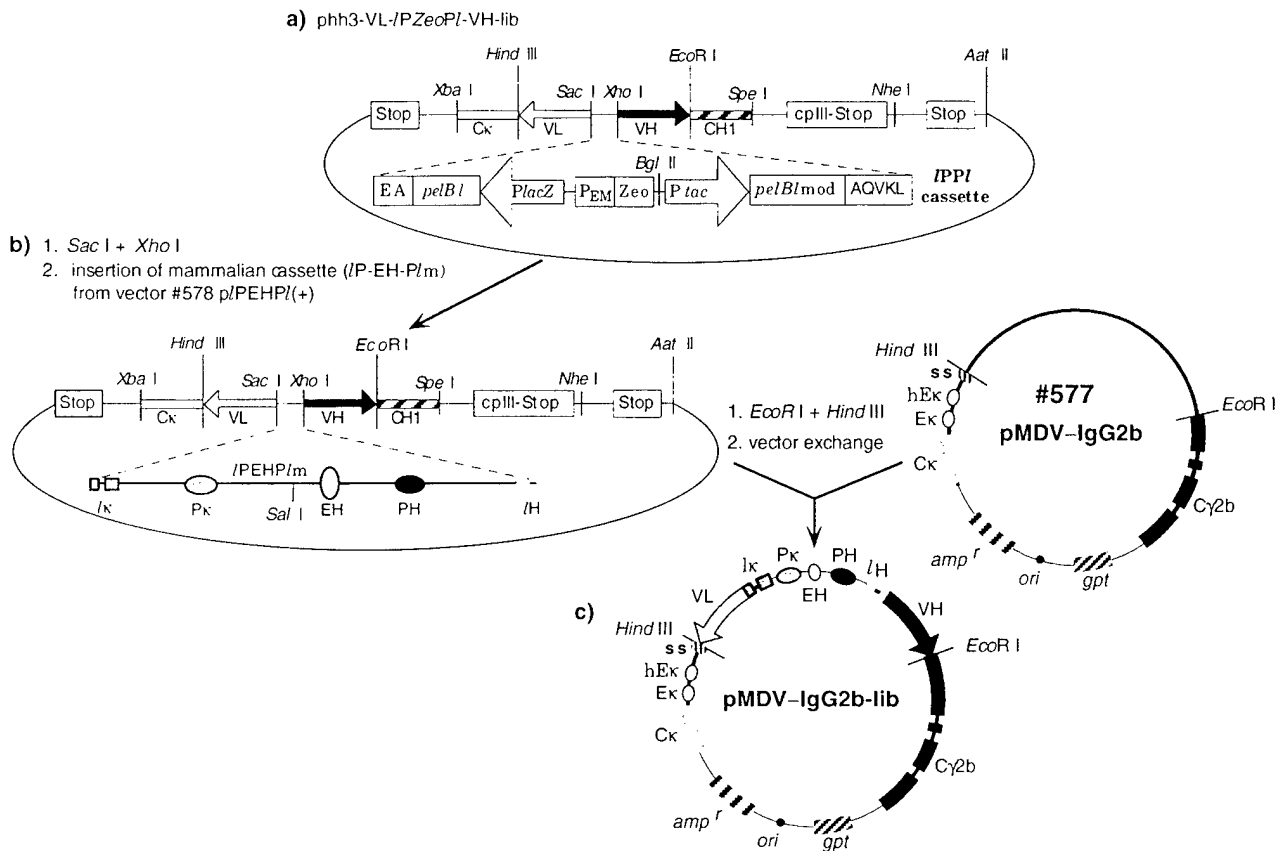 a) phh3-VL-lPZeoPl-VH-lib
Hind III
EcoR I
Aat II
Xba I
Sac I
Xho I
Spe I
Nhe I
Stop
Cκ
VL
VH
CH1
cpIII-Stop
Stop
Bgl II
EA
pelB l
PlacZ
P EM
Zeo
P tac
pelBlmod
AQVKL
lPPl
cassette
b) 1. Sac I + Xho I
2. insertion of mammalian cassette (lP-EH-Plm)
from vector #578 plPEHPl(+)
Hind III
EcoR I
Aat II
Xba I
Sac I
Xho I
Spe I
Nhe I
Stop
Cκ
VL
VH
CH1
cpIII-Stop
Stop
lPEHPlm
lκ
Pκ
Sal I
EH
PH
lH
1. EcoR I + Hind III
2. vector exchange
Hind III
s s
hEκ
Eκ
Cκ
#577
pMDV–IgG2b
EcoR I
Cγ2b
amp r
ori
gpt
c)
Pκ
PH
lκ
lH
EH
VL
VH
Hind III
s s
EcoR I
hEκ
Eκ
pMDV–IgG2b-lib
Cκ
Cγ2b
amp r
ori
gpt